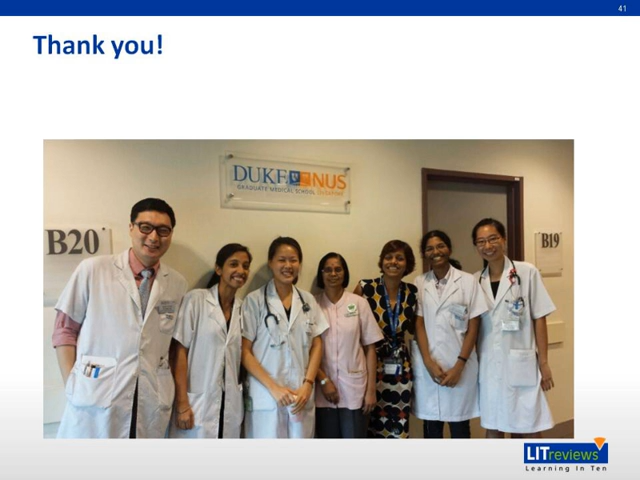 41
Thank you!
DUKE NUS
GRADUATE MEDICAL SCHOOL SINGAPORE
B20
B19
LITreviews
Learning In Ten